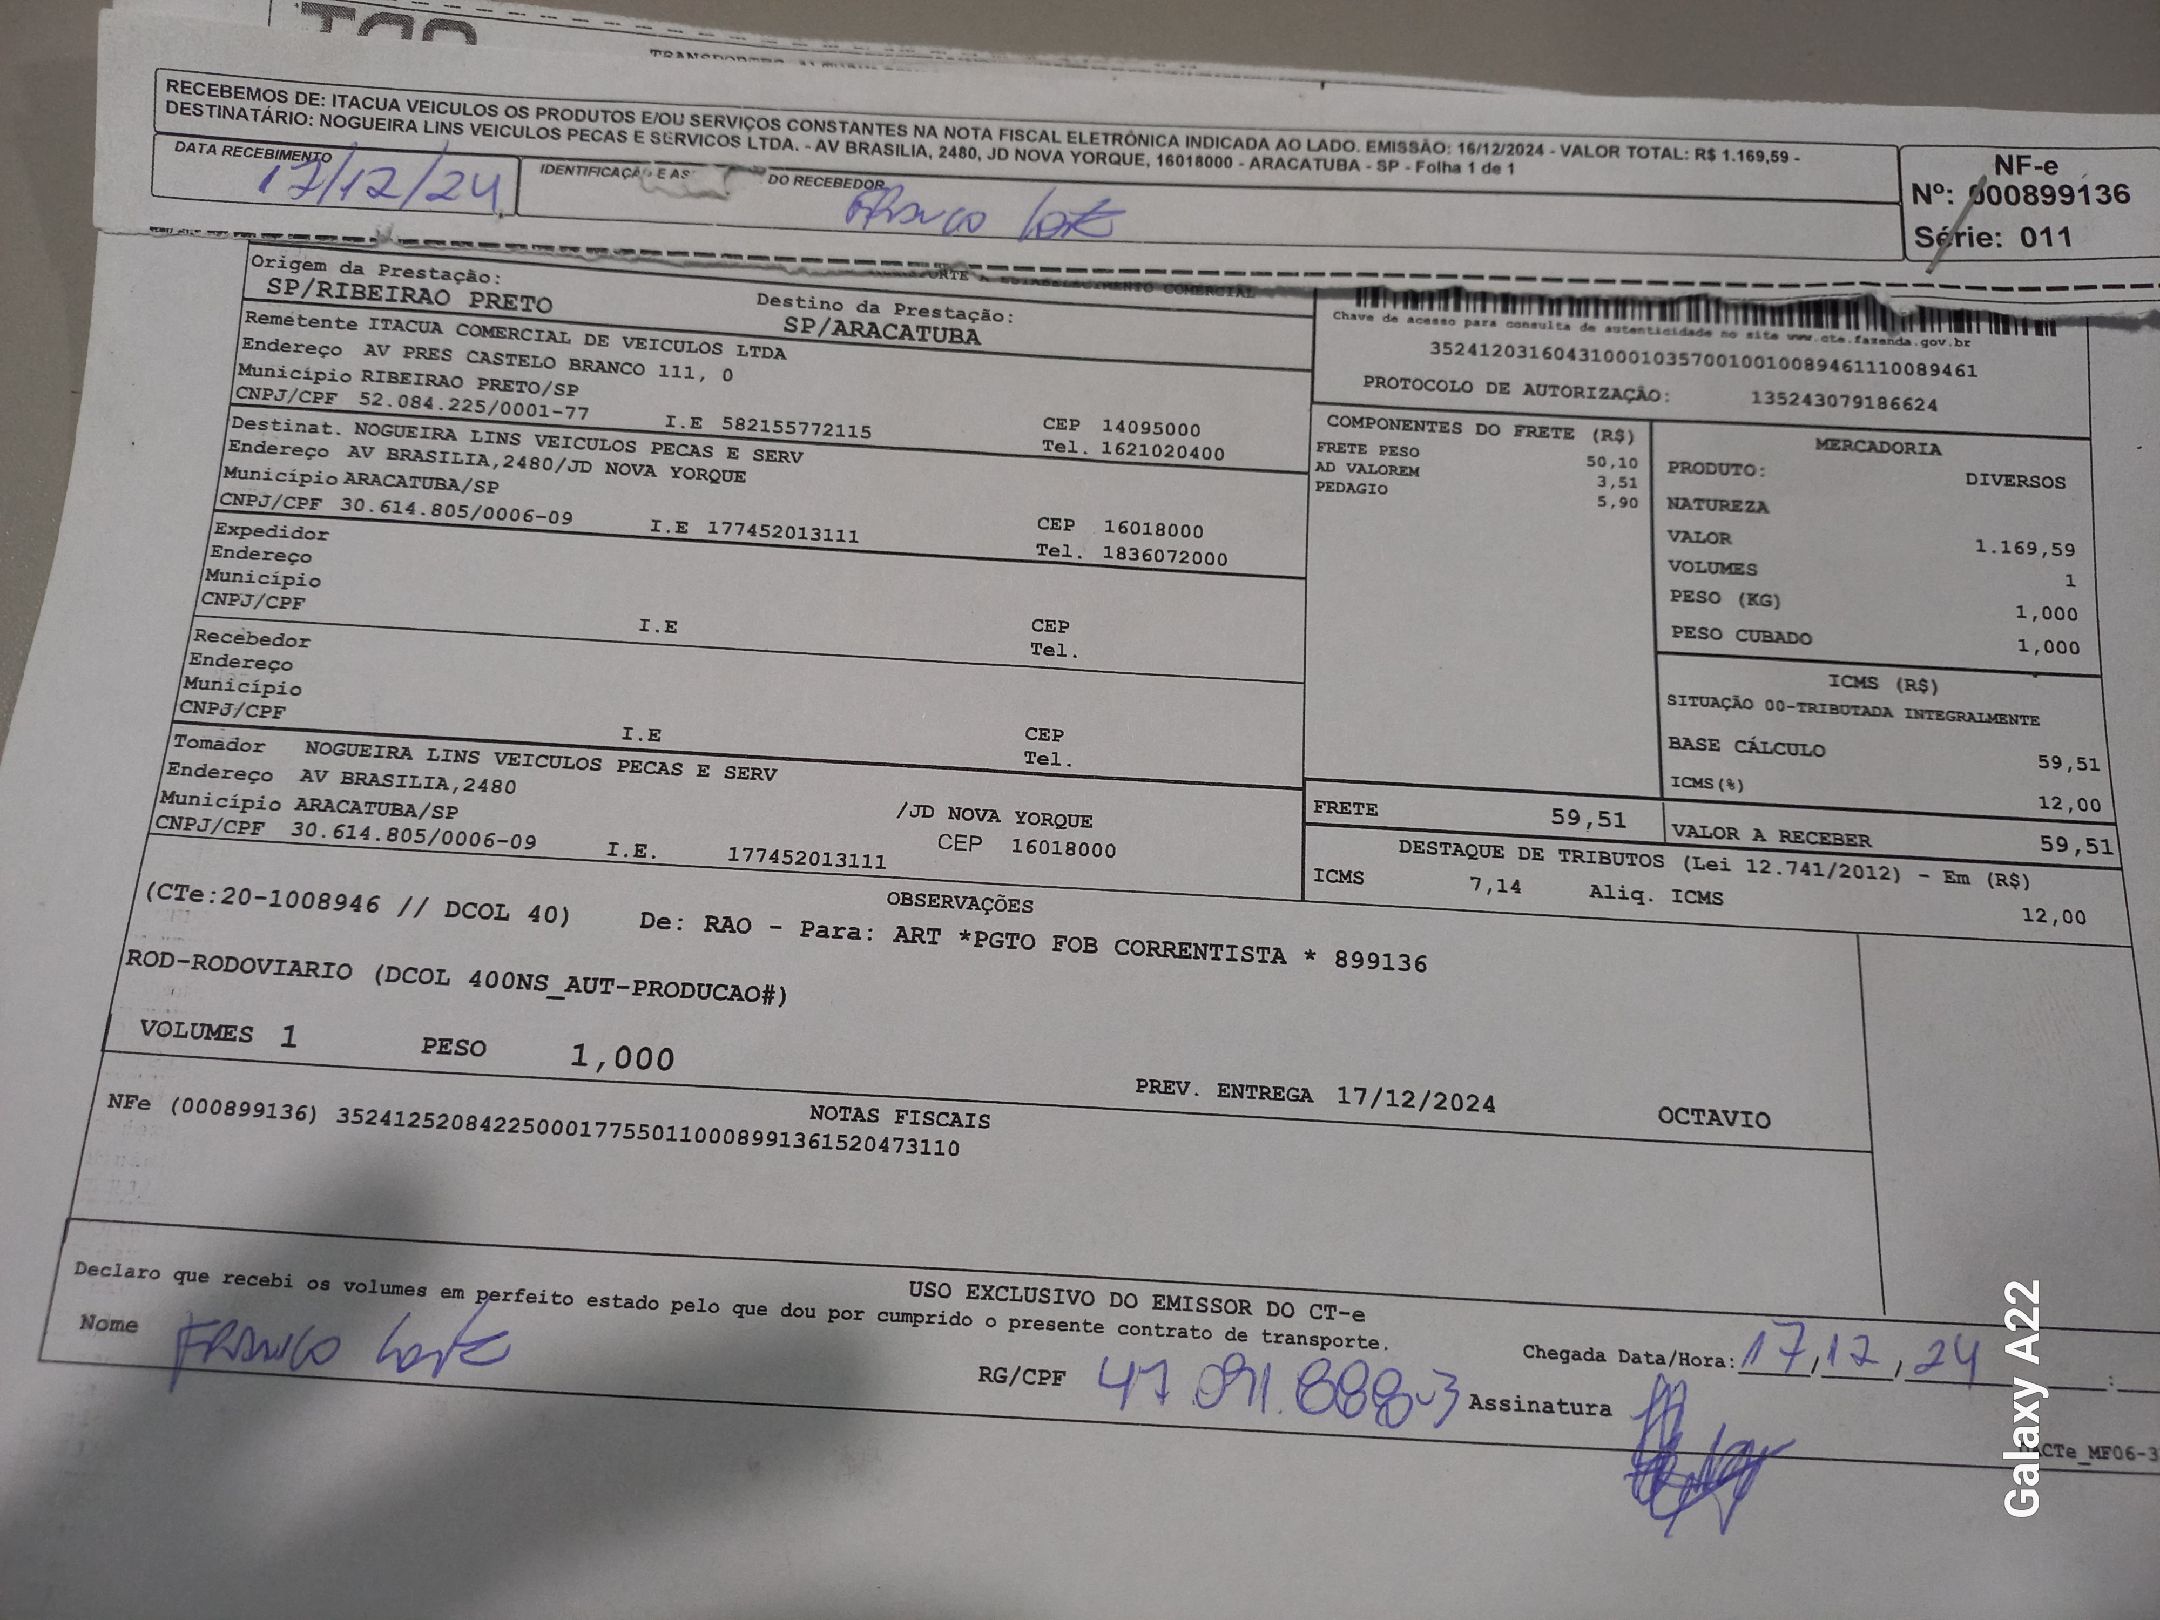 RECEBEMOS DE: ITACUA VEICULOS OS PRODUTOS E/OU SERVIÇOS CONSTANTES NA NOTA FISCAL ELETRÔNICA INDICADA AO LADO. EMISSÃO: 16/12/2024 - VALOR TOTAL: R$ 1.169,59 -
DESTINATÁRIO: NOGUEIRA LINS VEICULOS PECAS E SERVICOS LTDA. - AV BRASILIA, 2480, JD NOVA YORQUE, 16018000 - ARACATUBA - SP - Folha 1 de 1
DATA RECEBIMENTO
17/12/24
IDENTIFICAÇÃO E AS DO RECEBEDOR
FRANCO
NF-e
Nº: 000899136
Série: 011
Origem da Prestação:
SP/RIBEIRAO PRETO
Destino da Prestação:
SP/ARACATUBA
Remetente ITACUA COMERCIAL DE VEICULOS LTDA
Endereço AV PRES CASTELO BRANCO 111, 0
Município RIBEIRAO PRETO/SP
CNPJ/CPF 52.084.225/0001-77 I.E 582155772115
CEP 14095000
Tel. 1621020400
Destinat. NOGUEIRA LINS VEICULOS PECAS E SERV
Endereço AV BRASILIA,2480/JD NOVA YORQUE
Município ARACATUBA/SP
CNPJ/CPF 30.614.805/0006-09 I.E 177452013111
CEP 16018000
Tel. 1836072000
Expedidor
Endereço
Município
CNPJ/CPF
I.E
CEP
Tel.
Recebedor
Endereço
Município
CNPJ/CPF
I.E
CEP
Tel.
Tomador NOGUEIRA LINS VEICULOS PECAS E SERV
Endereço AV BRASILIA,2480 /JD NOVA YORQUE
Município ARACATUBA/SP CEP 16018000
CNPJ/CPF 30.614.805/0006-09 I.E. 177452013111
Chave de acesso para consulta de autenticidade no site www.cte.fazenda.gov.br
35241203160431000103570010010089461110089461
PROTOCOLO DE AUTORIZAÇÃO: 135243079186624
COMPONENTES DO FRETE (R$)
FRETE PESO 50,10
AD VALOREM 3,51
PEDAGIO 5,90
MERCADORIA
PRODUTO: DIVERSOS
NATUREZA
VALOR 1.169,59
VOLUMES 1
PESO (KG) 1,000
PESO CUBADO 1,000
ICMS (R$)
SITUAÇÃO 00-TRIBUTADA INTEGRALMENTE
BASE CÁLCULO 59,51
ICMS(%) 12,00
FRETE 59,51
VALOR A RECEBER 59,51
DESTAQUE DE TRIBUTOS (Lei 12.741/2012) - Em (R$)
ICMS 7,14 Aliq. ICMS 12,00
OBSERVAÇÕES
(CTe:20-1008946 // DCOL 40) De: RAO - Para: ART *PGTO FOB CORRENTISTA * 899136
ROD-RODOVIARIO (DCOL 400NS_AUT-PRODUCAO#)
VOLUMES 1 PESO 1,000
PREV. ENTREGA 17/12/2024
OCTAVIO
NOTAS FISCAIS
NFe (000899136) 35241252084225000177550110008991361520473110
USO EXCLUSIVO DO EMISSOR DO CT-e
Declaro que recebi os volumes em perfeito estado pelo que dou por cumprido o presente contrato de transporte.
Nome FRANCO
RG/CPF 47.091.888-3
Chegada Data/Hora: 17,12,24 :
Assinatura
CTe_MF06-3
Galaxy A22